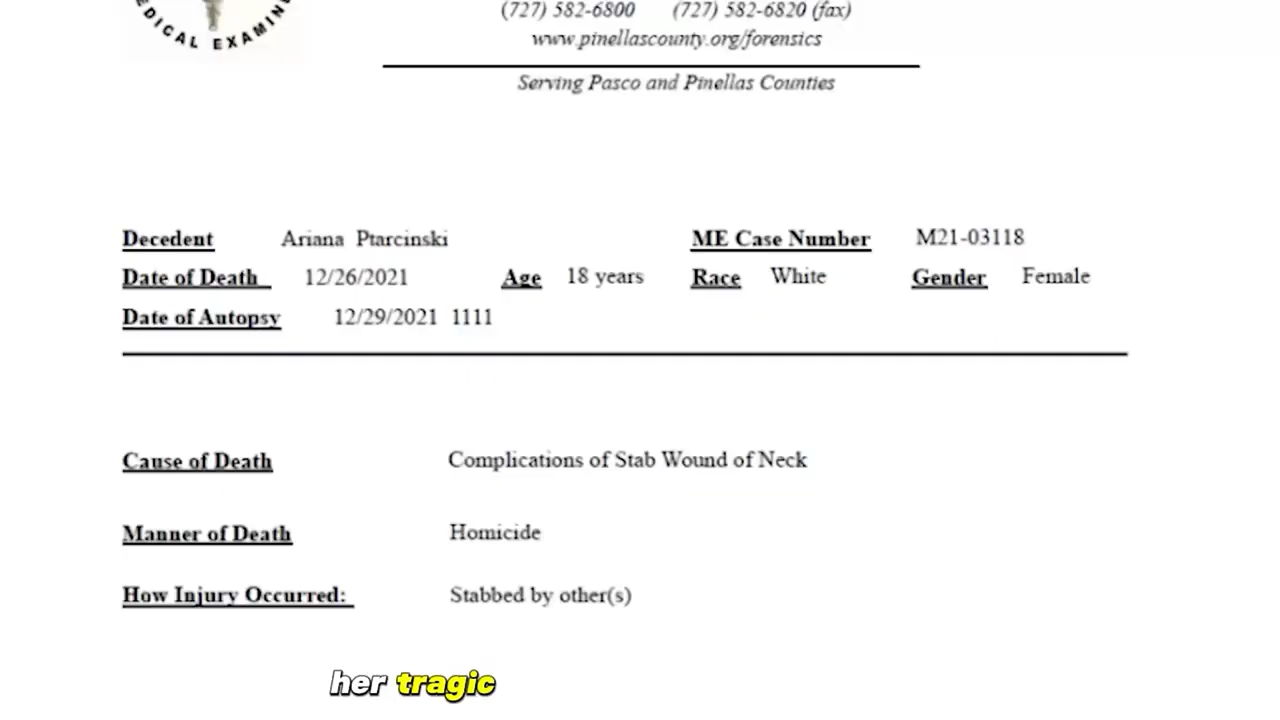 (727) 582-6800 (727) 582-6820 (fax)
EDICAL EXAMINE
www.pinellascounty.org/forensics
Serving Pasco and Pinellas Counties
Decedent Ariana Ptarcinski ME Case Number M21-03118
Date of Death 12/26/2021 Age 18 years Race White Gender Female
Date of Autopsy 12/29/2021 1111
Cause of Death Complications of Stab Wound of Neck
Manner of Death Homicide
How Injury Occurred: Stabbed by other(s)
her tragic